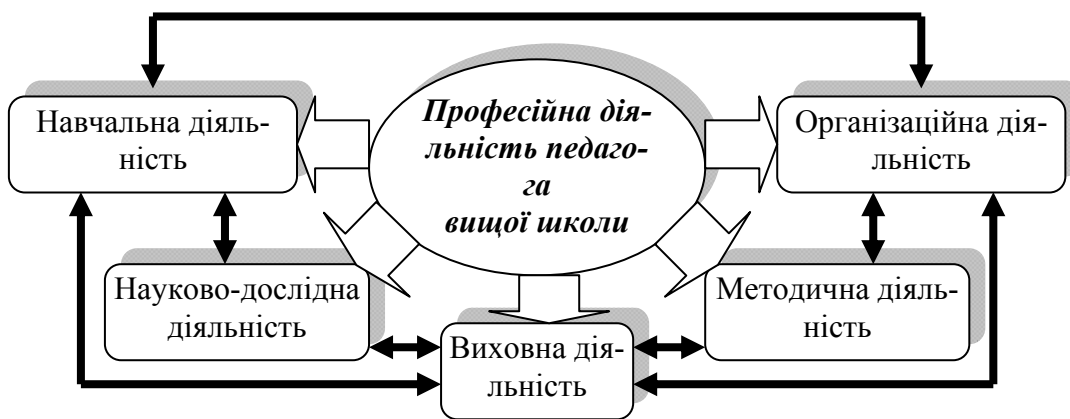 Професійна дія-
льність педаго-
га
вищої школи
Навчальна діяль-
ність
Організаційна дія-
льність
Науково-дослідна
діяльність
Методична діяль-
ність
Виховна дія-
льність